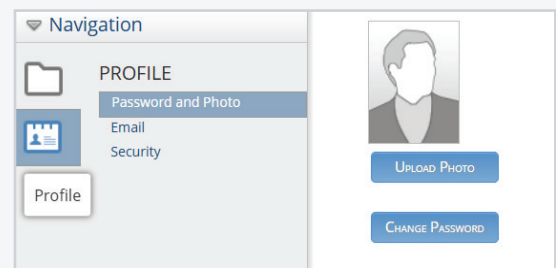 Navigation
PROFILE
Password and Photo
Email
Security
Profile
Upload Photo
Change Password